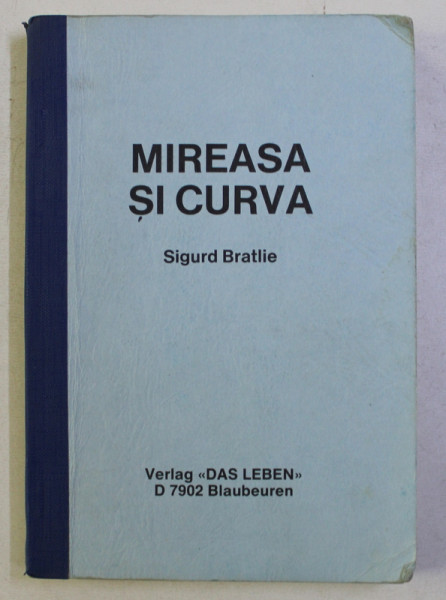 MIREASA
ȘI CURVA
Sigurd Bratlie
Verlag «DAS LEBEN»
D 7902 Blaubeuren